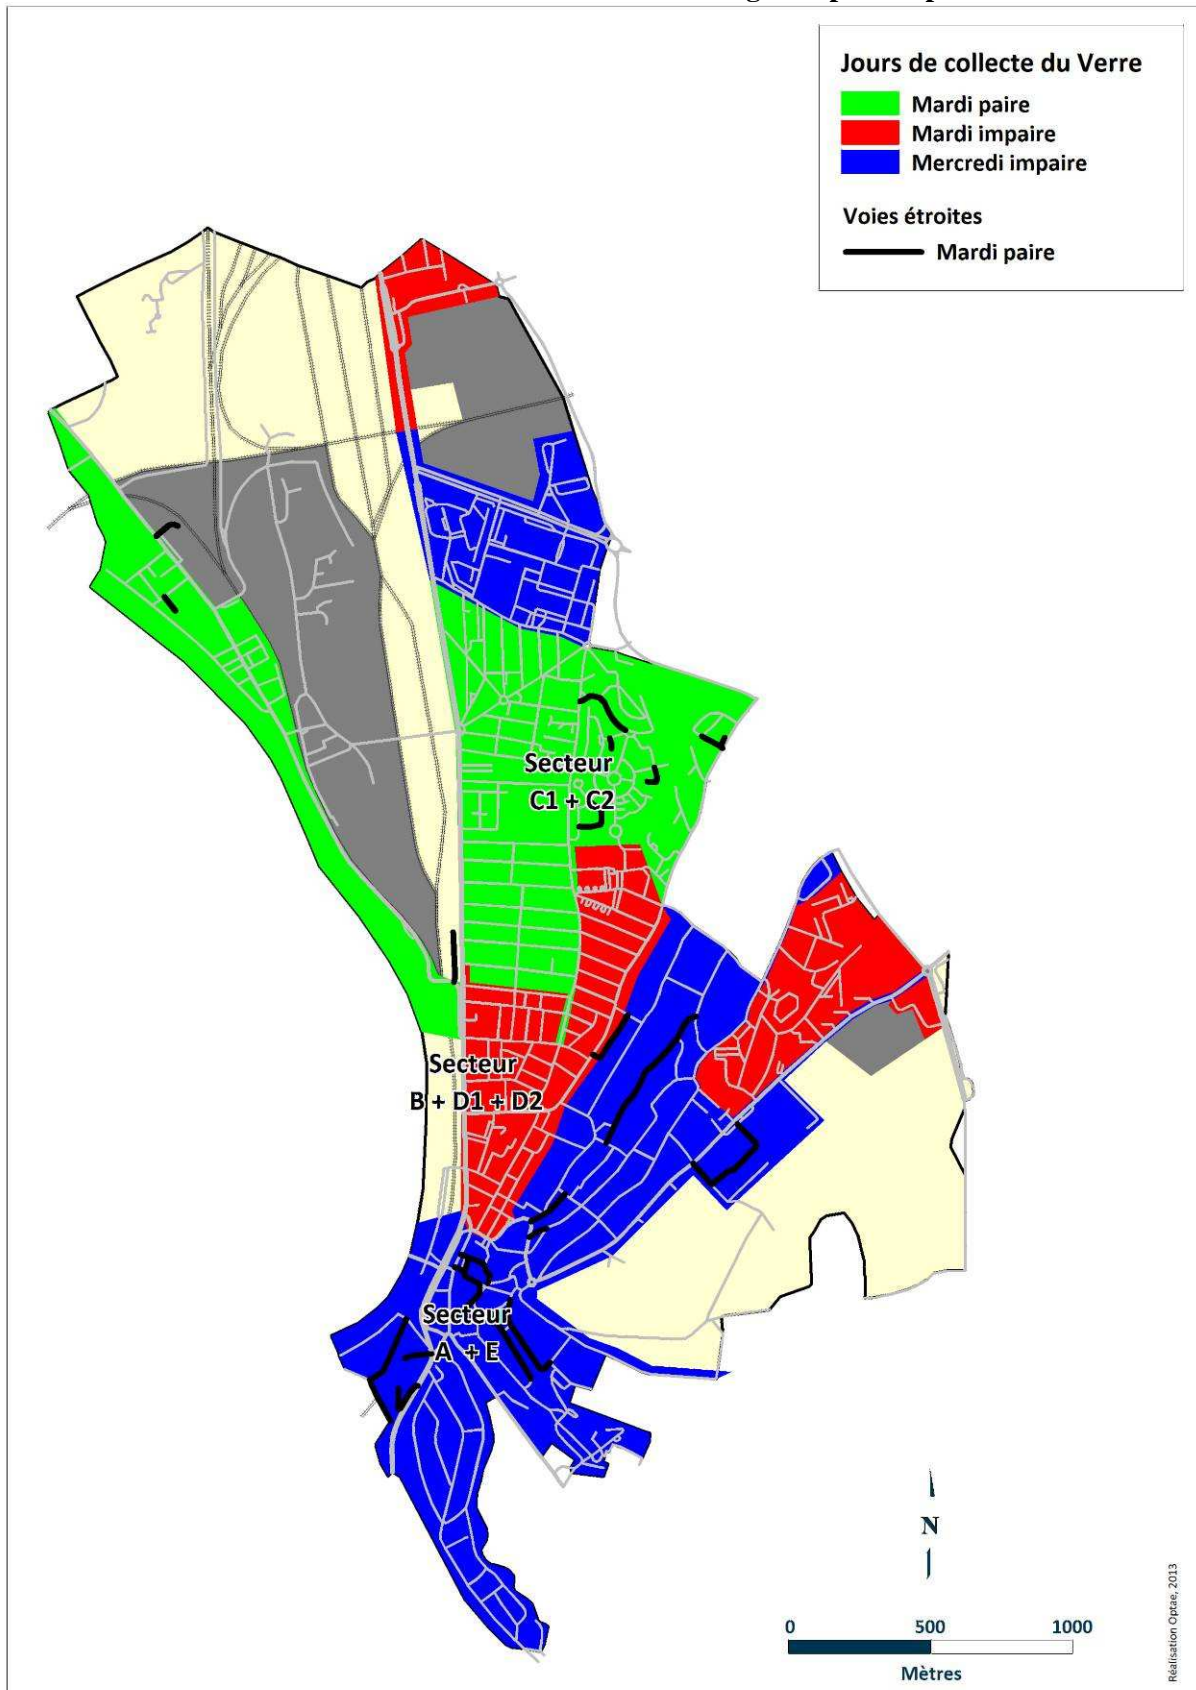 Jours de collecte du Verre
Mardi paire
Mardi impaire
Mercredi impaire
Voies étroites
Mardi paire
Secteur
C1 + C2
Secteur
B + D1 + D2
Secteur
A + E
N
0 500 1000
Mètres
Réalisation Optae, 2013